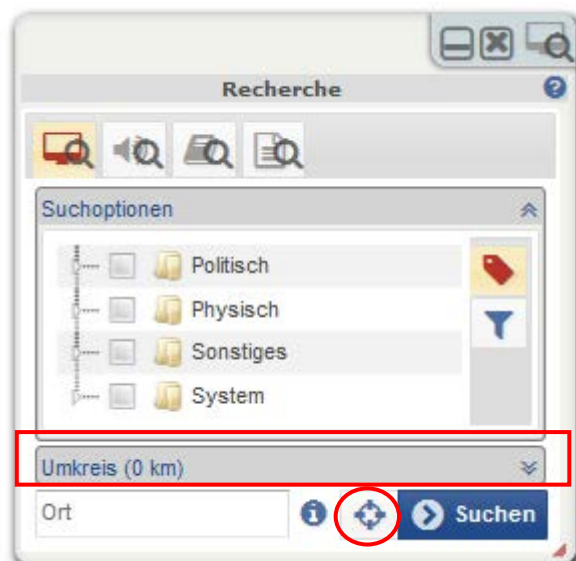 Recherche
Suchoptionen
Politisch
Physisch
Sonstiges
System
Umkreis (0 km)
Ort
Suchen